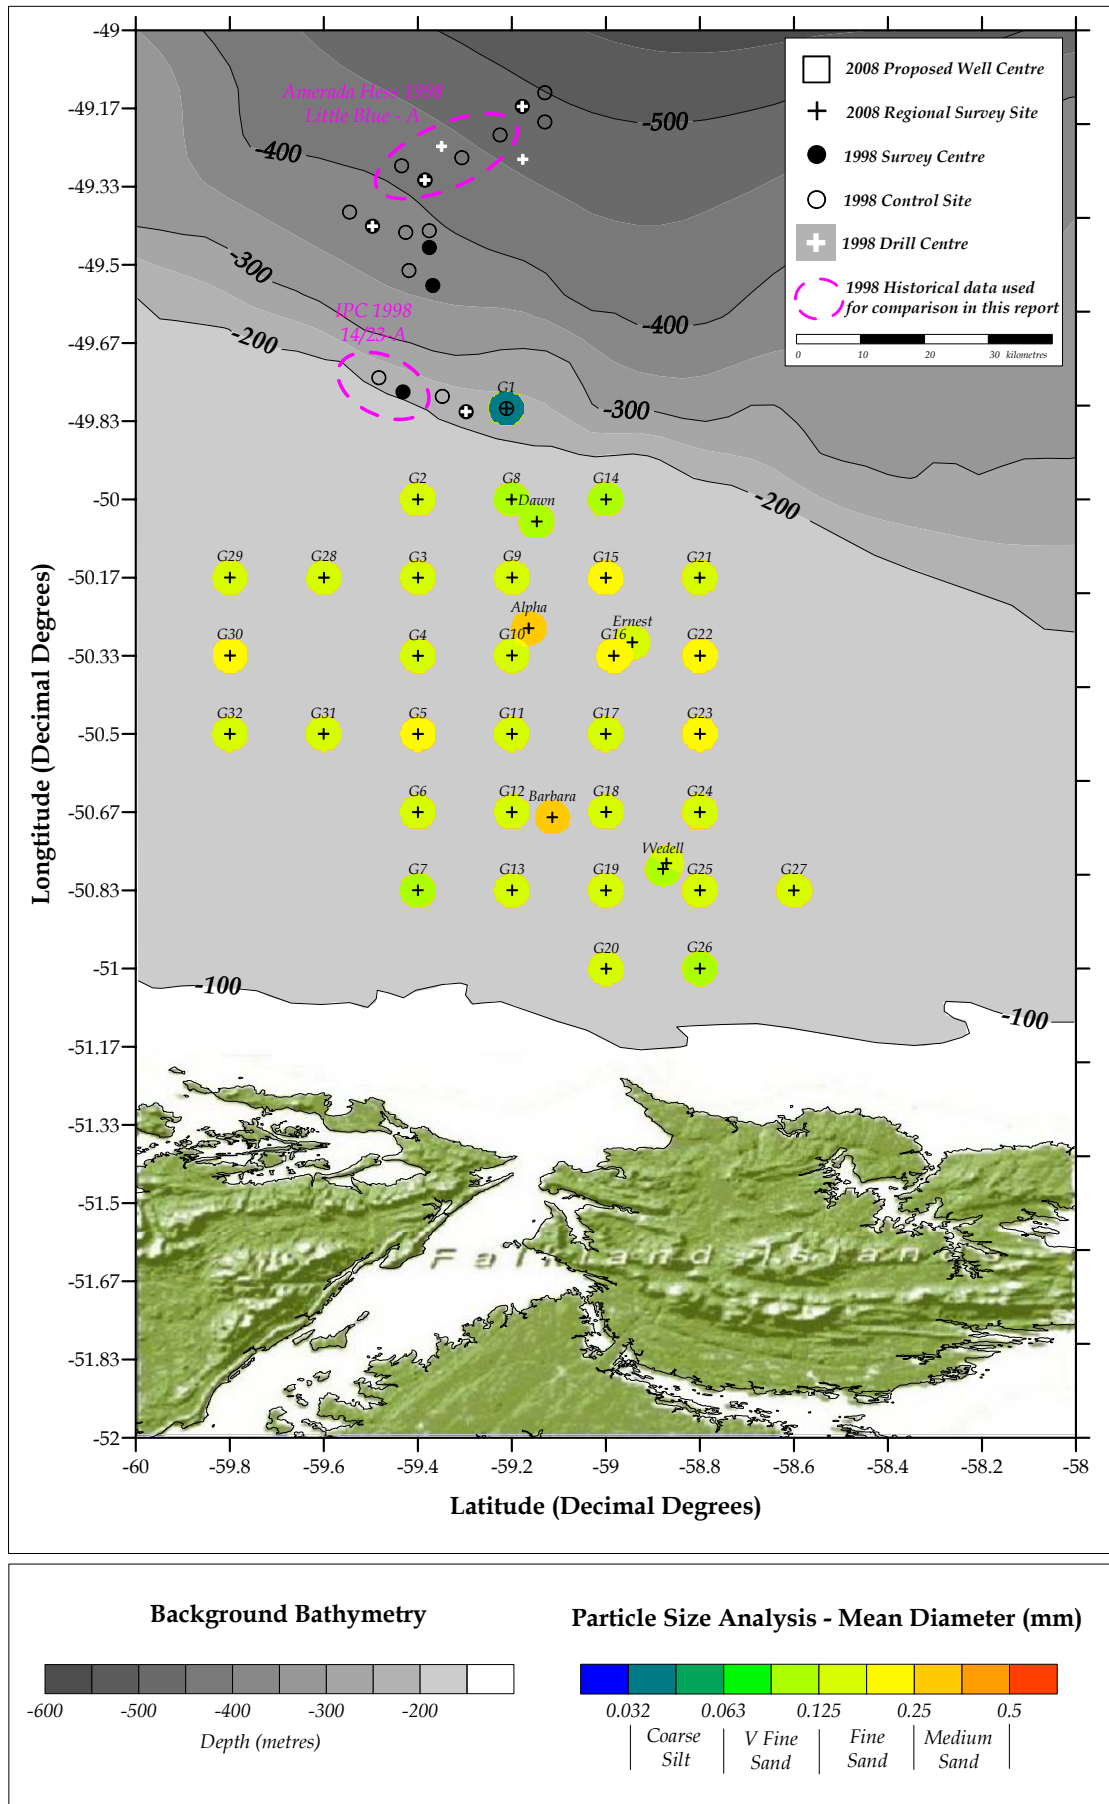 -49
-49.17
-49.33
-49.5
-49.67
-49.83
-50
-50.17
-50.33
-50.5
-50.67
-50.83
-51
-51.17
-51.33
-51.5
-51.67
-51.83
-52
Longtitude (Decimal Degrees)
Amerada Hess 1998
Little Blue - A
-500
-400
-300
-400
IPC 1998
14/23-A
-200
-300
-200
2008 Proposed Well Centre
2008 Regional Survey Site
1998 Survey Centre
1998 Control Site
1998 Drill Centre
1998 Historical data used
for comparison in this report
0 10 20 30 kilometres
G1
G2 G8 G14
Dawn
G29 G28 G3 G9 G15 G21
Alpha Ernest
G30 G4 G10 G16 G22
G32 G31 G5 G11 G17 G23
G6 G12 Barbara G18 G24
Wedell
G7 G13 G19 G25 G27
G20 G26
-100
-100
Falkland Islands
-60 -59.8 -59.6 -59.4 -59.2 -59 -58.8 -58.6 -58.4 -58.2 -58
Latitude (Decimal Degrees)
Background Bathymetry
-600 -500 -400 -300 -200
Depth (metres)
Particle Size Analysis - Mean Diameter (mm)
0.032 0.063 0.125 0.25 0.5
Coarse Silt
V Fine Sand
Fine Sand
Medium Sand